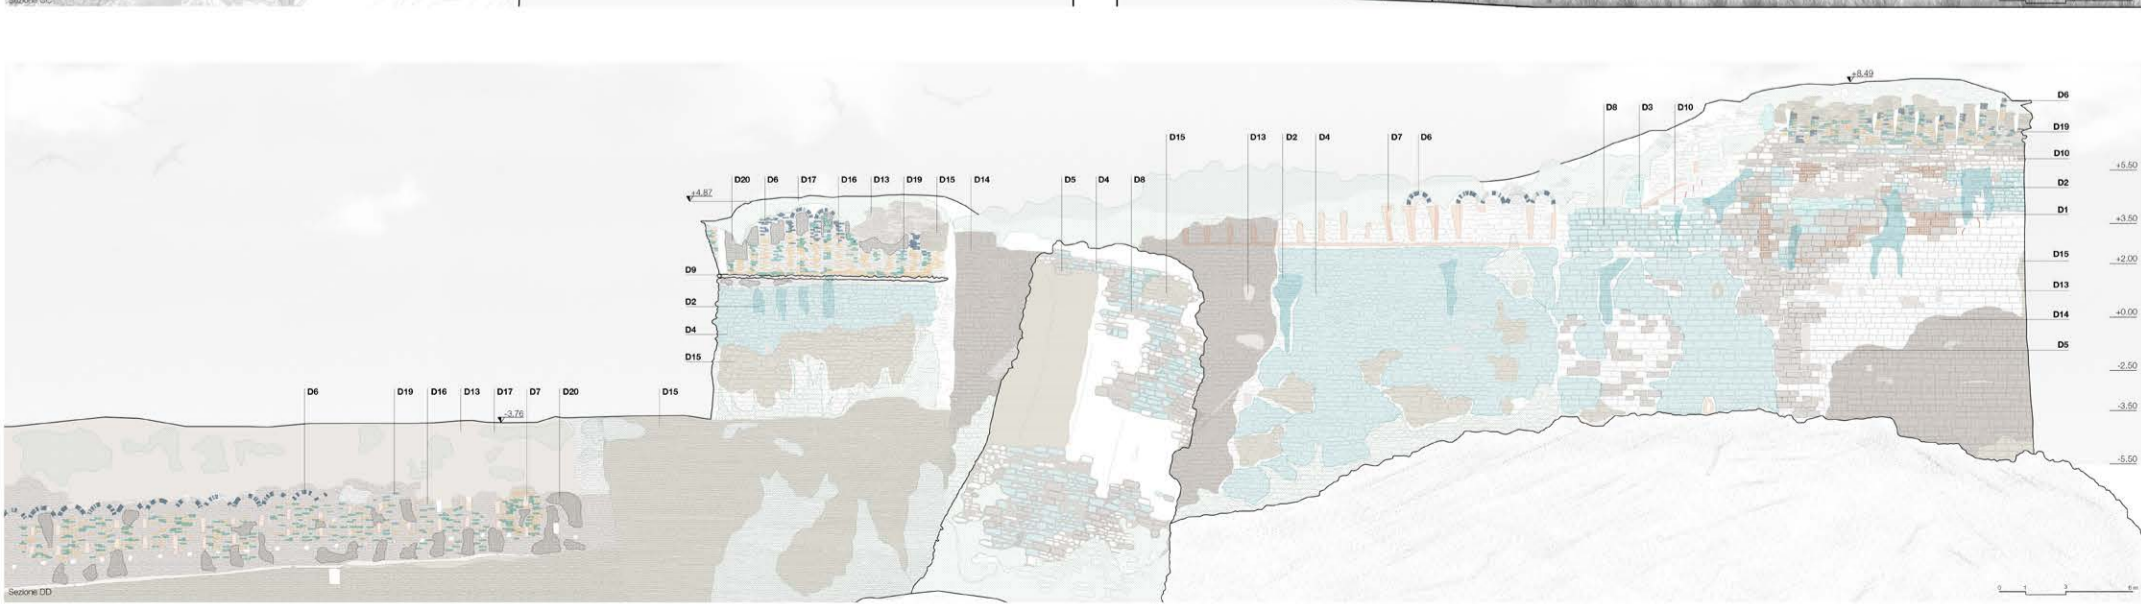 +8.49
D6
D8 D3 D10
D19
D15 D13 D2 D4 D7 D6
D10
+5.50
D20 D6 D17 D16 D13 D19 D15 D14 D5 D4 D8
D2
+4.87
D1
+3.50
D15
+2.00
D9
D13
D2
D14
+0.00
D4
D5
D15
-2.50
D6 D19 D16 D13 D17 D7 D20 D15
-3.50
-3.76
-5.50
Sezione DD
0 1 3